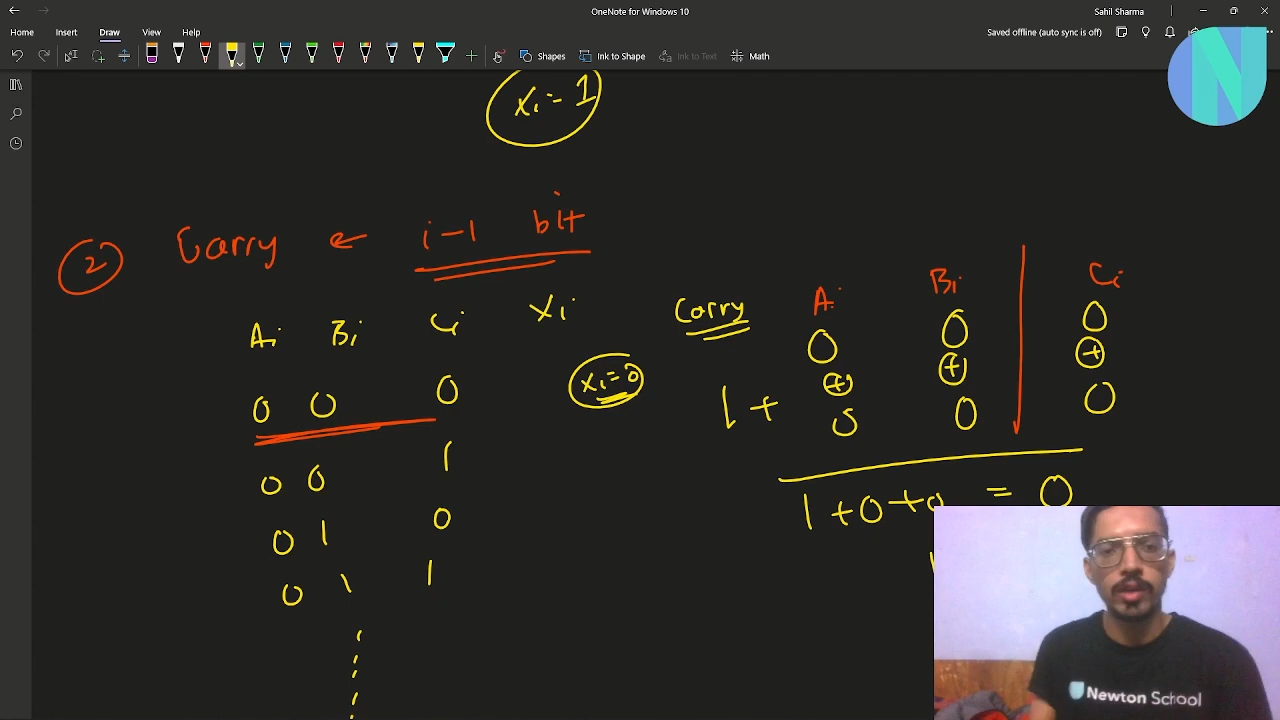 OneNote for Windows 10
Sahil Sharma
Home Insert Draw View Help
Saved offline (auto sync is off)
Shapes Ink to Shape Ink to Text Math
Xi = 1
② Carry ← i-1 bit
Ai Bi Ci Xi
0 0 0
0 0 1
0 1 0
0 1 1
Xi=0
Carry Ai Bi Ci
0 0 0
⊕ ⊕ ⊕
1 + 0 0 0
1+0+0 = 0
Newton School